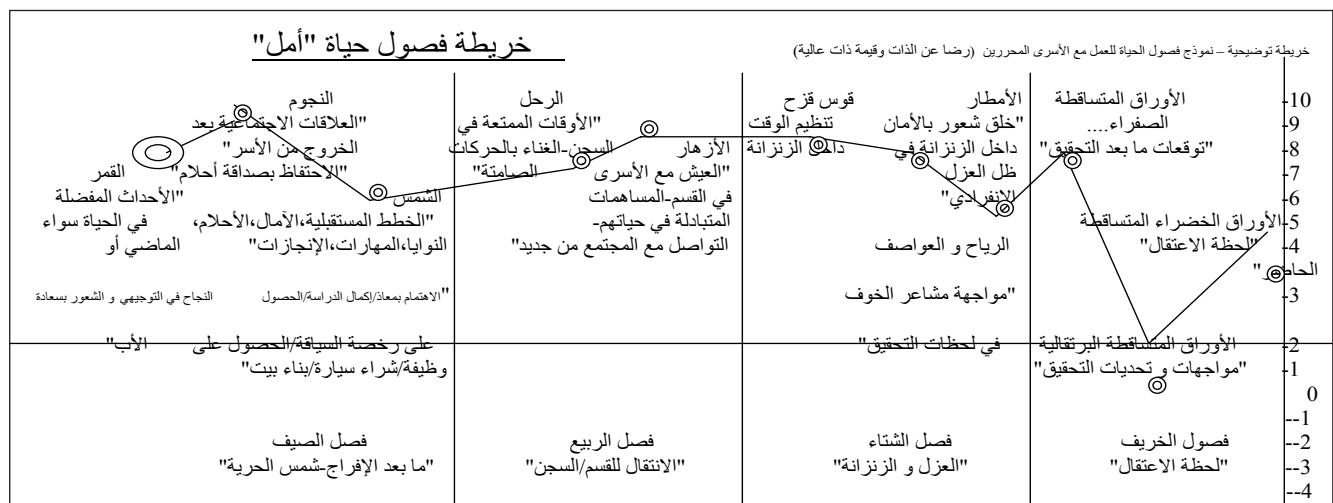 خريطة توضيحية – نموذج فصول الحياة للعمل مع الأسرى المحررين (رضا عن الذات وقيمة ذات عالية)
خريطة فصول حياة "أمل"
-10
-9
-8
-7
-6
-5
-4
-3
-2
-1
0
--1
--2
--3
--4
الأوراق المتساقطة
الصفراء....
"توقعات ما بعد التحقيق"
الأوراق الخضراء المتساقطة
"لحظة الاعتقال"
الأوراق المتساقطة البرتقالية
"مواجهات و تحديات التحقيق"
فصول الخريف
"لحظة الاعتقال"
الأمطار
"خلق شعور بالأمان
داخل الزنزانة في
ظل العزل
الانفرادي"
قوس قزح
تنظيم الوقت
داخل الزنزانة
الرياح و العواصف
"مواجهة مشاعر الخوف
في لحظات التحقيق"
فصل الشتاء
"العزل و الزنزانة"
الرحل
"الأوقات الممتعة في
السجن-الغناء بالحركات
الصامتة"
الأزهار
"العيش مع الأسرى
في القسم-المساهمات
المتبادلة في حياتهم-
التواصل مع المجتمع من جديد"
فصل الربيع
"الانتقال للقسم/السجن"
النجوم
"العلاقات الاجتماعية بعد
الخروج من الأسر"
"الاحتفاظ بصداقة أحلام"
الشمس
"الخطط المستقبلية،الآمال،الأحلام،
النوايا،المهارات،الإنجازات"
"الاهتمام بمعاذ/إكمال الدراسة/الحصول
على رخصة السياقة/الحصول على
وظيفة/شراء سيارة/بناء بيت"
القمر
"الأحداث المفضلة
في الحياة سواء
الماضي أو
الحاضر"
النجاح في التوجيهي و الشعور بسعادة
الأب"
فصل الصيف
"ما بعد الإفراج-شمس الحرية"